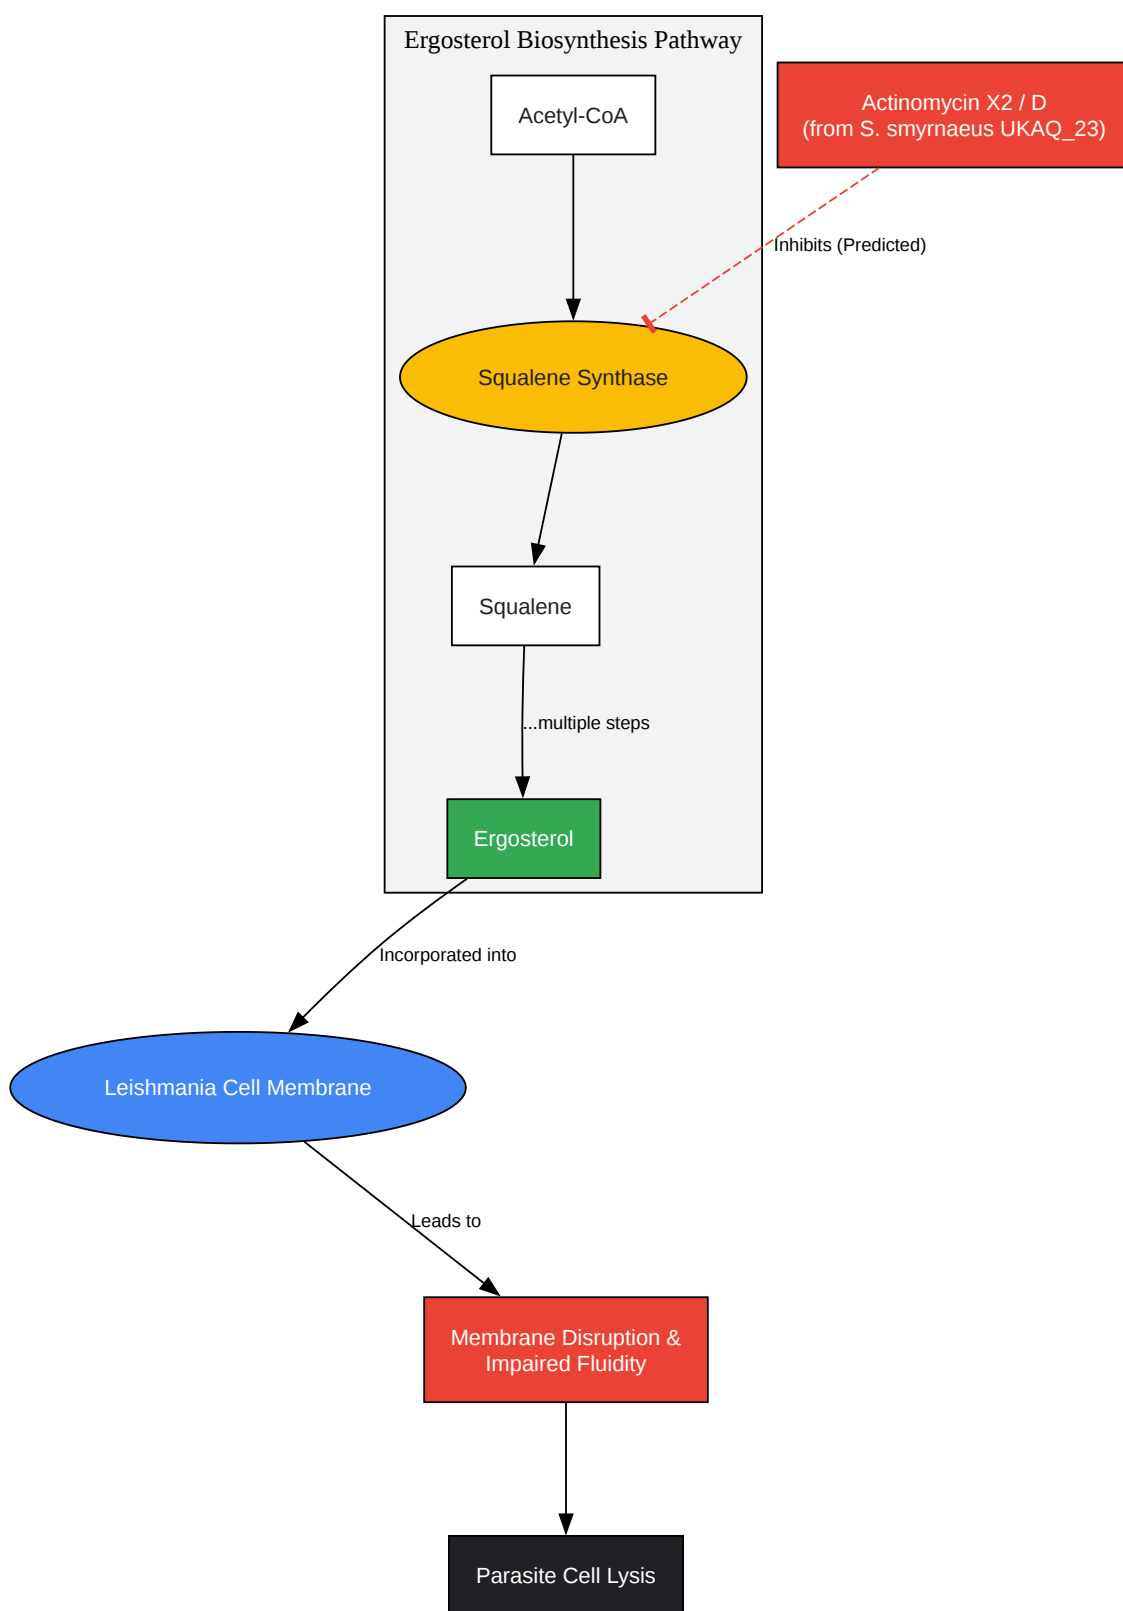 Ergosterol Biosynthesis Pathway
Acetyl-CoA
Actinomycin X2 / D
(from S. smyrnaeus UKAQ_23)
Inhibits (Predicted)
Squalene Synthase
Squalene
...multiple steps
Ergosterol
Incorporated into
Leishmania Cell Membrane
Leads to
Membrane Disruption &
Impaired Fluidity
Parasite Cell Lysis